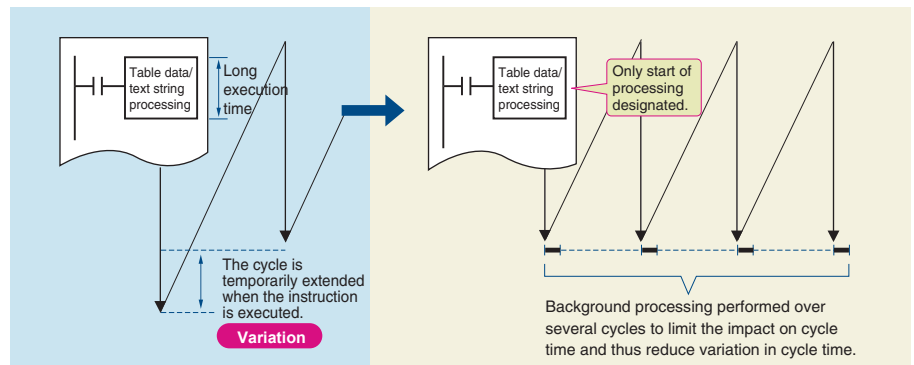 Table data/
text string
processing
Long
execution
time
The cycle is
temporarily extended
when the instruction
is executed.
Variation
Table data/
text string
processing
Only start of
processing
designated.
Background processing performed over
several cycles to limit the impact on cycle
time and thus reduce variation in cycle time.